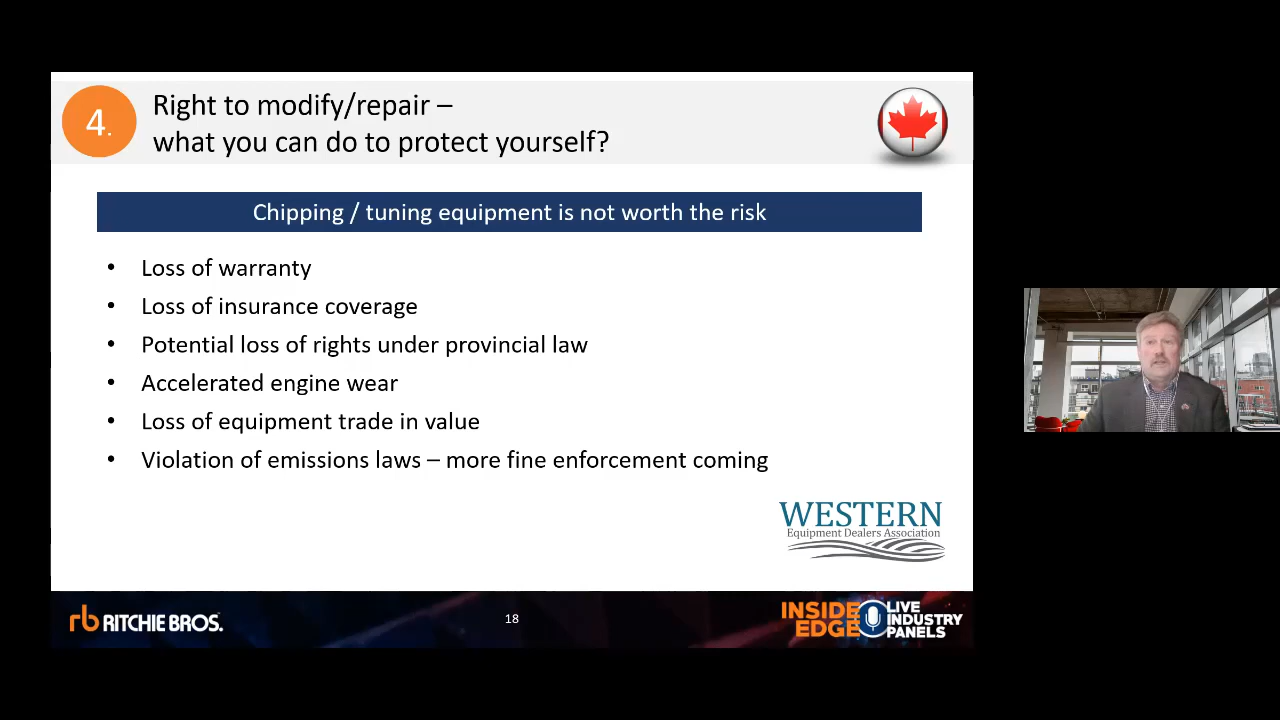 4.
Right to modify/repair –
what you can do to protect yourself?
Chipping / tuning equipment is not worth the risk
• Loss of warranty
• Loss of insurance coverage
• Potential loss of rights under provincial law
• Accelerated engine wear
• Loss of equipment trade in value
• Violation of emissions laws – more fine enforcement coming
WESTERN
Equipment Dealers Association
rb RITCHIE BROS.
18
INSIDE
EDGE
LIVE
INDUSTRY
PANELS